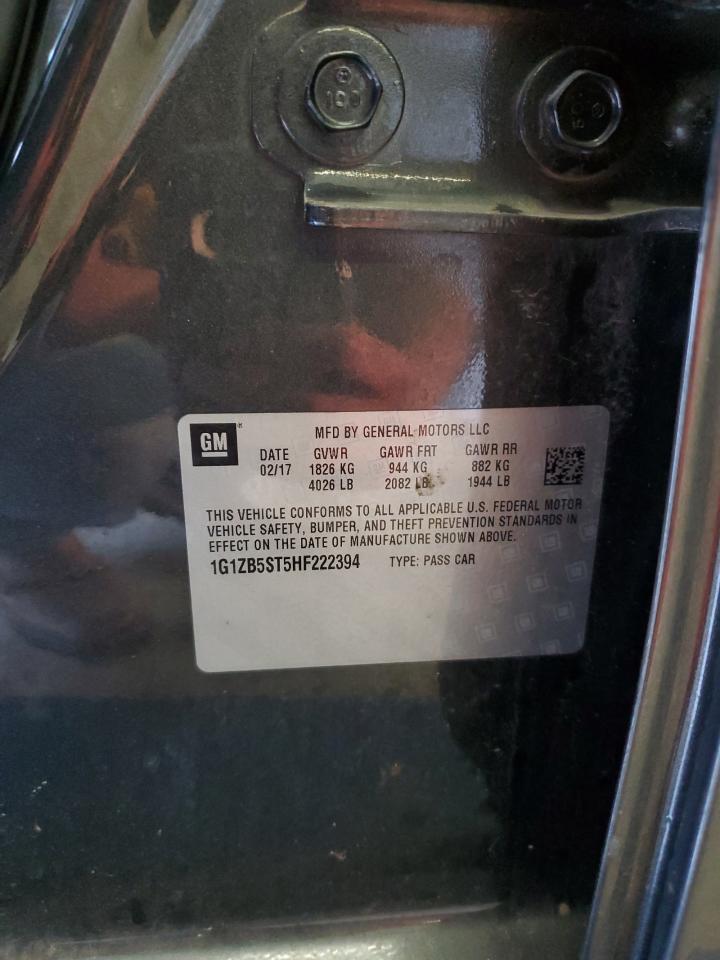 100
GM
MFD BY GENERAL MOTORS LLC
DATE GVWR GAWR FRT GAWR RR
02/17 1826 KG 944 KG 882 KG
4026 LB 2082 LB 1944 LB
THIS VEHICLE CONFORMS TO ALL APPLICABLE U.S. FEDERAL MOTOR
VEHICLE SAFETY, BUMPER, AND THEFT PREVENTION STANDARDS IN
EFFECT ON THE DATE OF MANUFACTURE SHOWN ABOVE.
1G1ZB5ST5HF222394 TYPE: PASS CAR